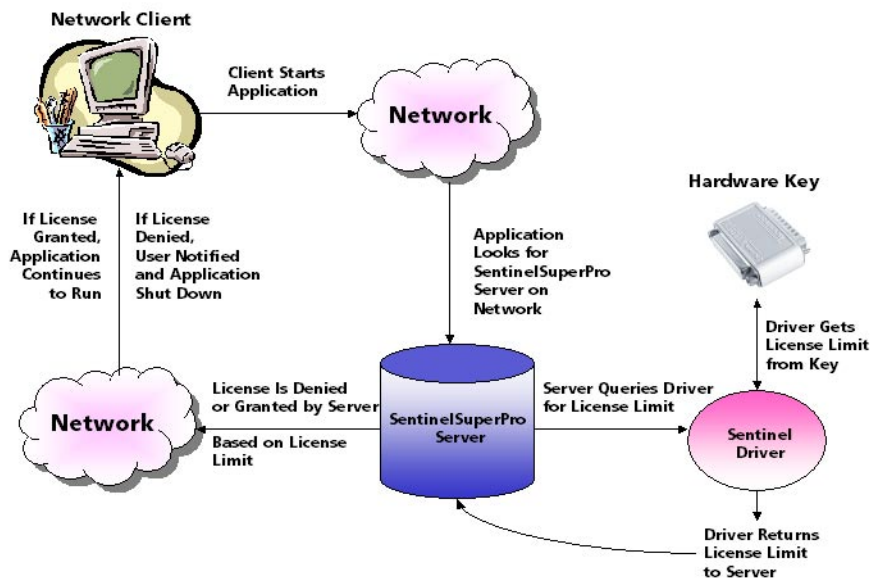 Network Client
Client Starts
Application
Network
Hardware Key
If License
Granted,
Application
Continues
to Run
If License
Denied,
User Notified
and Application
Shut Down
Application
Looks for
SentinelSuperPro
Server on
Network
Driver Gets
License Limit
from Key
Network
License Is Denied
or Granted by Server
Based on License
Limit
SentinelSuperPro
Server
Server Queries Driver
for License Limit
Sentinel
Driver
Driver Returns
License Limit
to Server